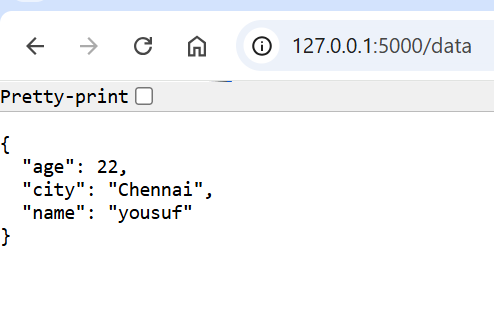 127.0.0.1:5000/data
Pretty-print
{
  "age": 22,
  "city": "Chennai",
  "name": "yousuf"
}